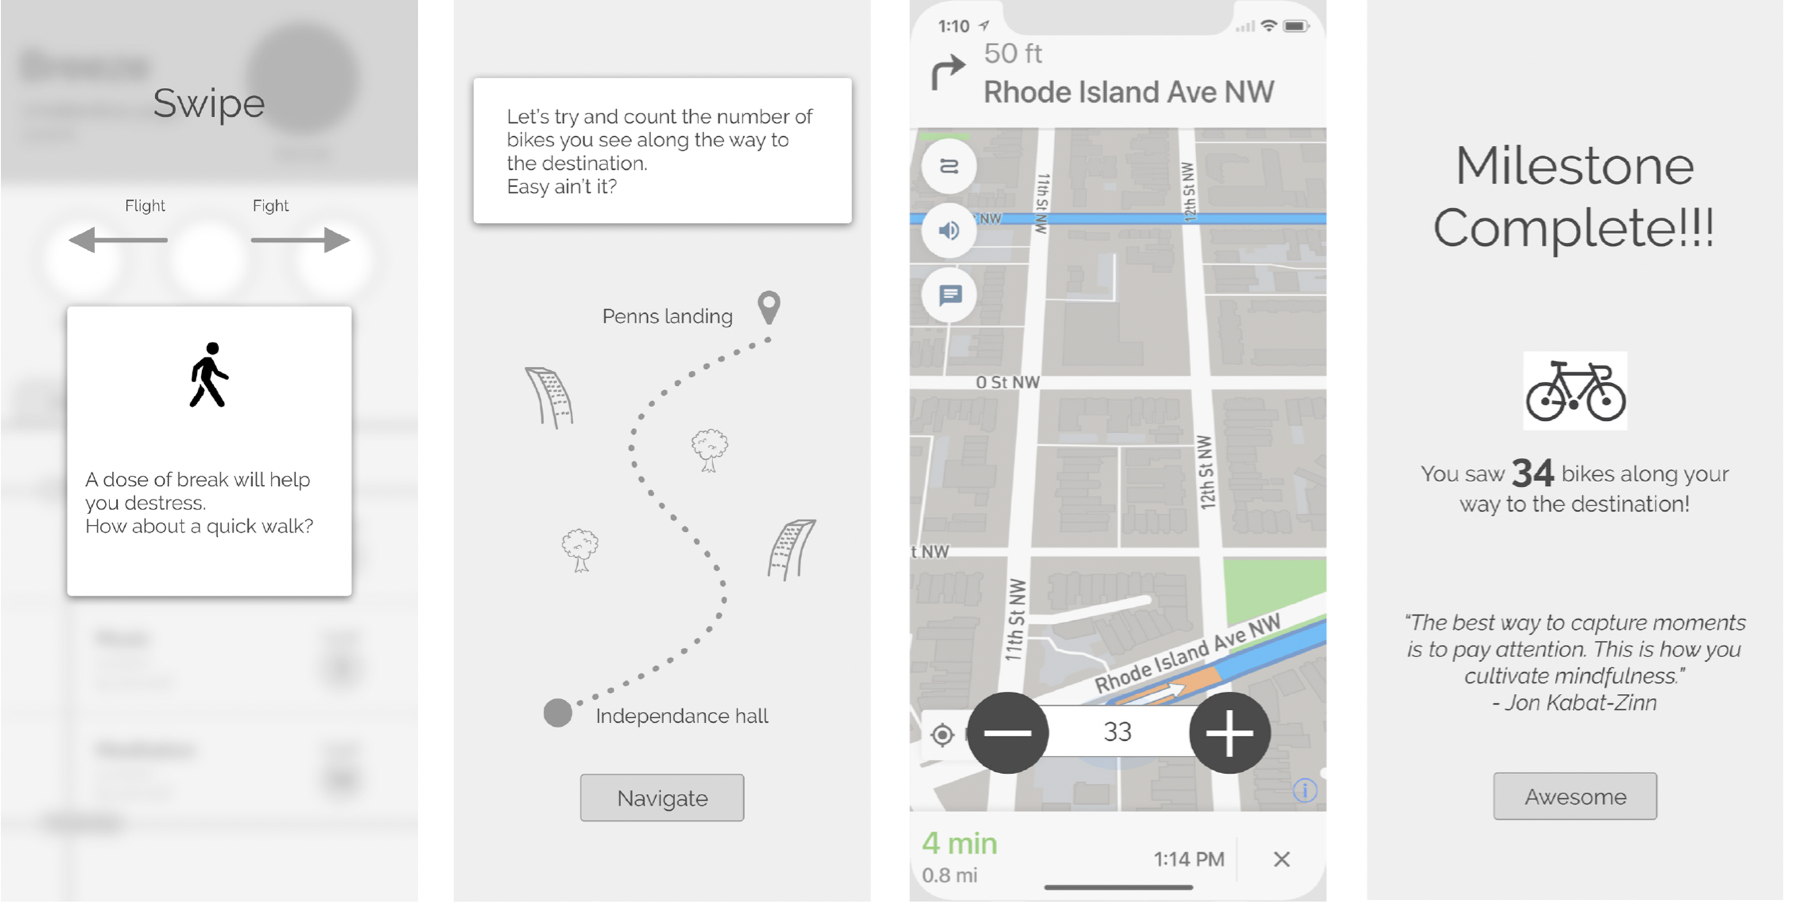 Breeze
Swipe
Flight
Fight
A dose of break will help
you destress.
How about a quick walk?
Let's try and count the number of
bikes you see along the way to
the destination.
Easy ain't it?
Penns landing
Independance hall
Navigate
1:10
50 ft
Rhode Island Ave NW
11th St NW
12th St NW
NW
O St NW
12th St NW
t NW
11th St NW
Rhode Island Ave NW
33
4 min
0.8 mi
1:14 PM
Milestone
Complete!!!
You saw 34 bikes along your
way to the destination!
“The best way to capture moments
is to pay attention. This is how you
cultivate mindfulness.”
- Jon Kabat-Zinn
Awesome